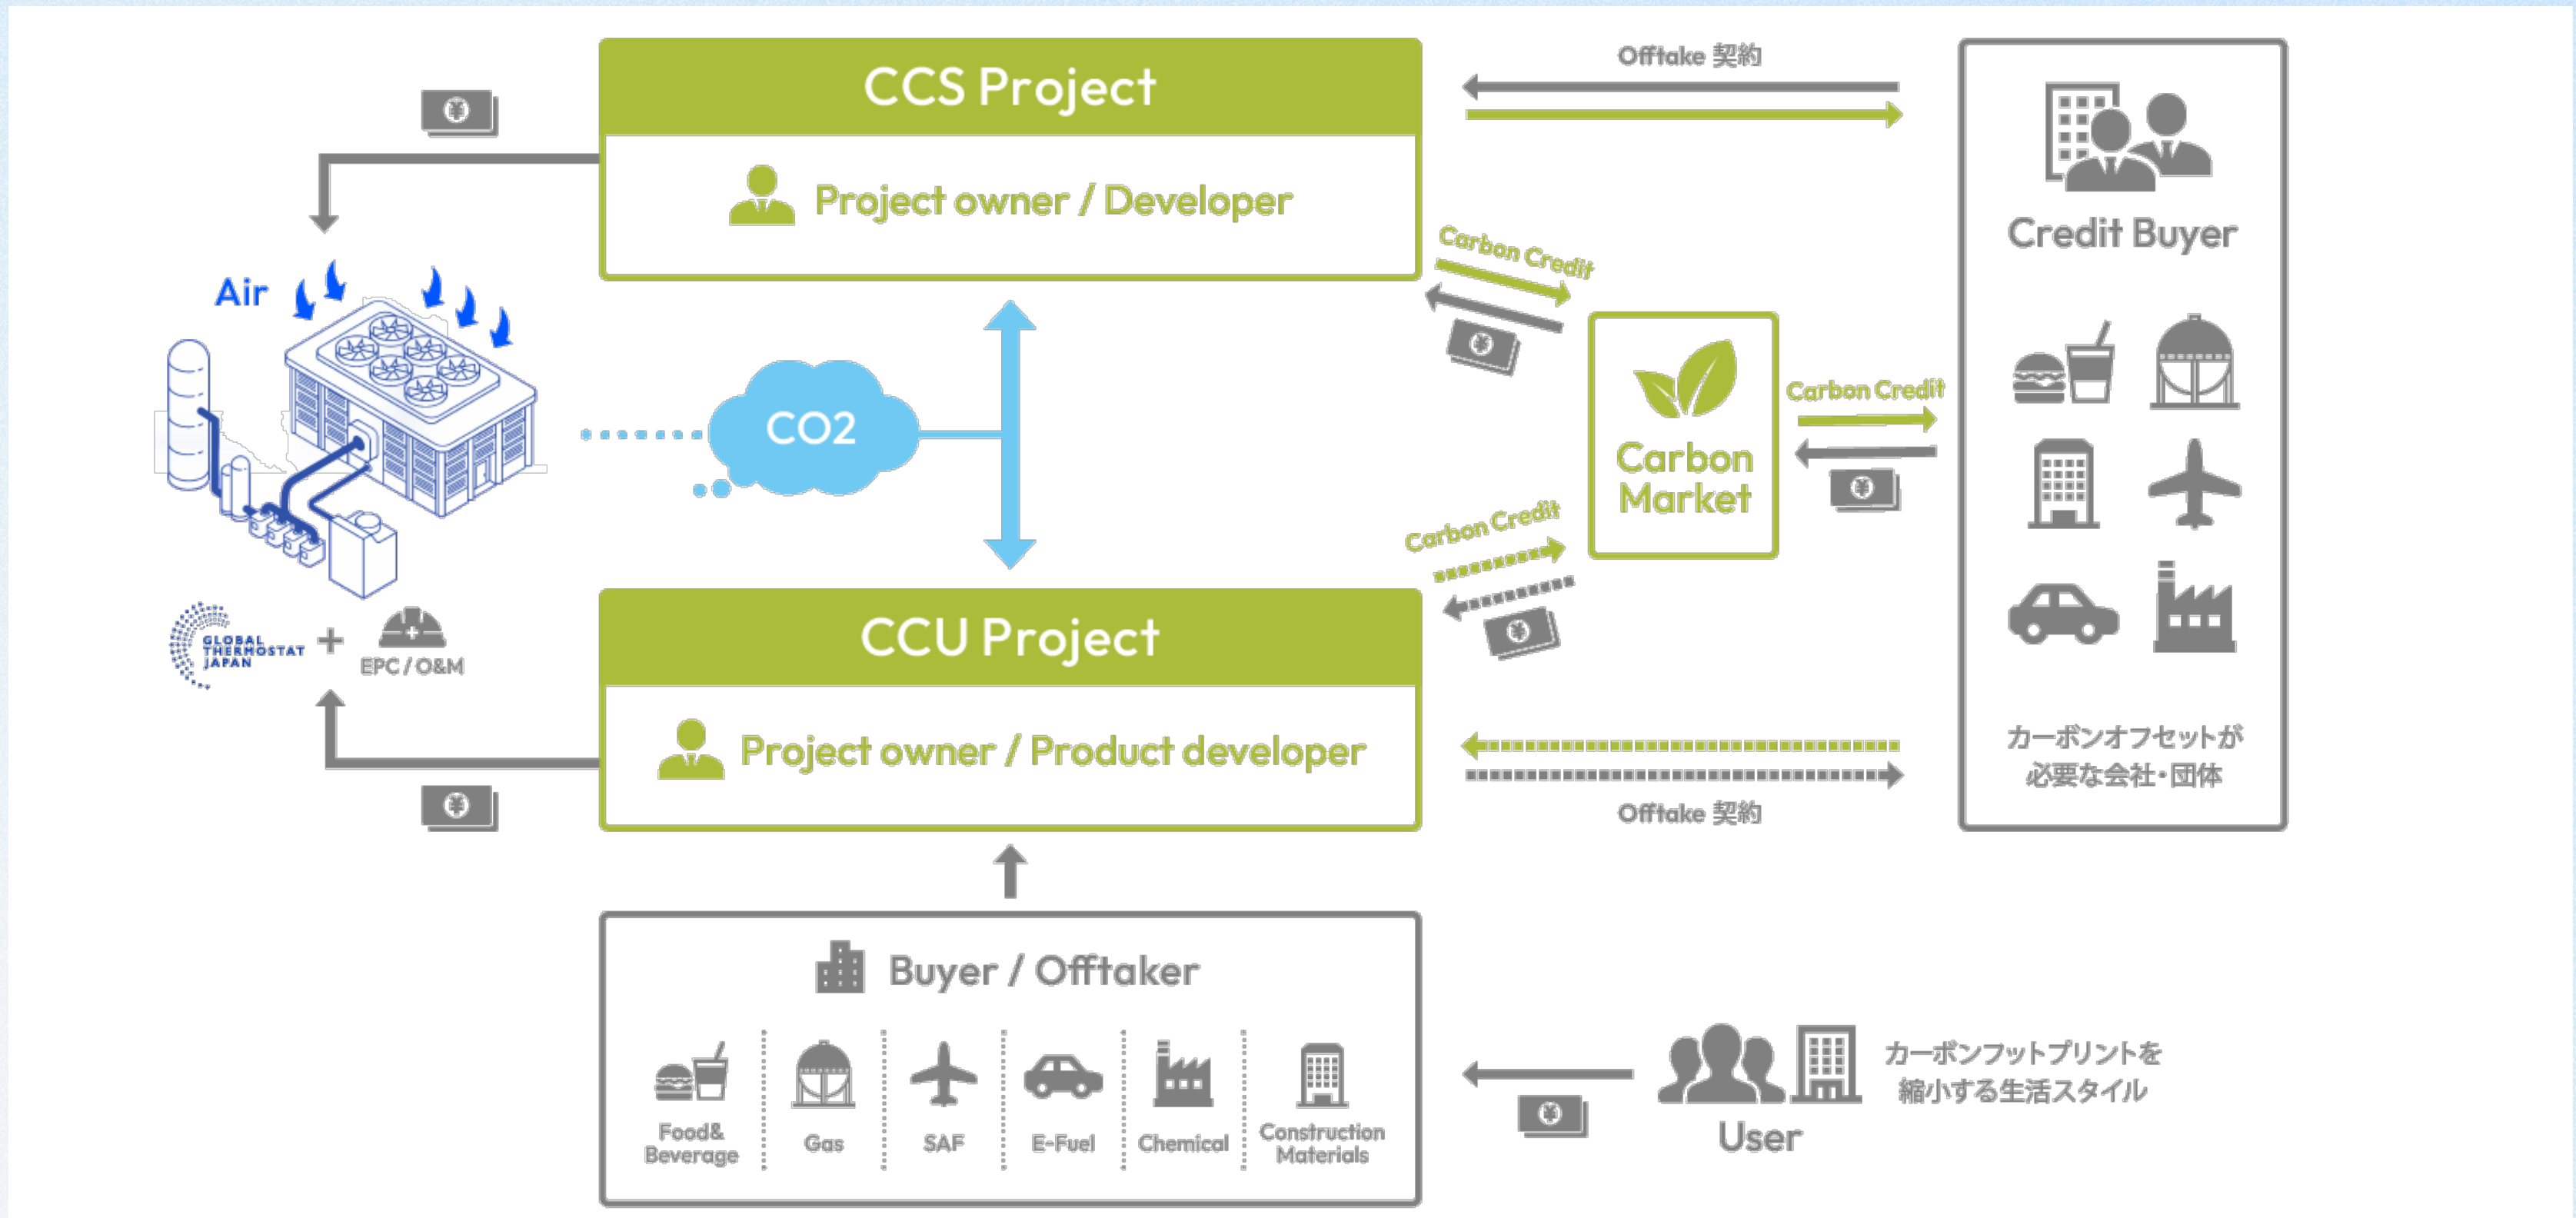 CCS Project
Project owner / Developer
Offtake 契約
Credit Buyer
カーボンオフセットが
必要な会社・団体
Air
CO2
Carbon Credit
Carbon
Market
Carbon Credit
Carbon Credit
GLOBAL
THERMOSTAT
JAPAN
+
EPC / O&M
CCU Project
Project owner / Product developer
Offtake 契約
Buyer / Offtaker
Food&
Beverage
Gas
SAF
E-Fuel
Chemical
Construction
Materials
User
カーボンフットプリントを
縮小する生活スタイル
¥
¥
¥
¥
¥
¥